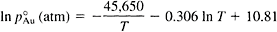 ln p°Au (atm) = − 45,650/T − 0.306 ln T + 10.81